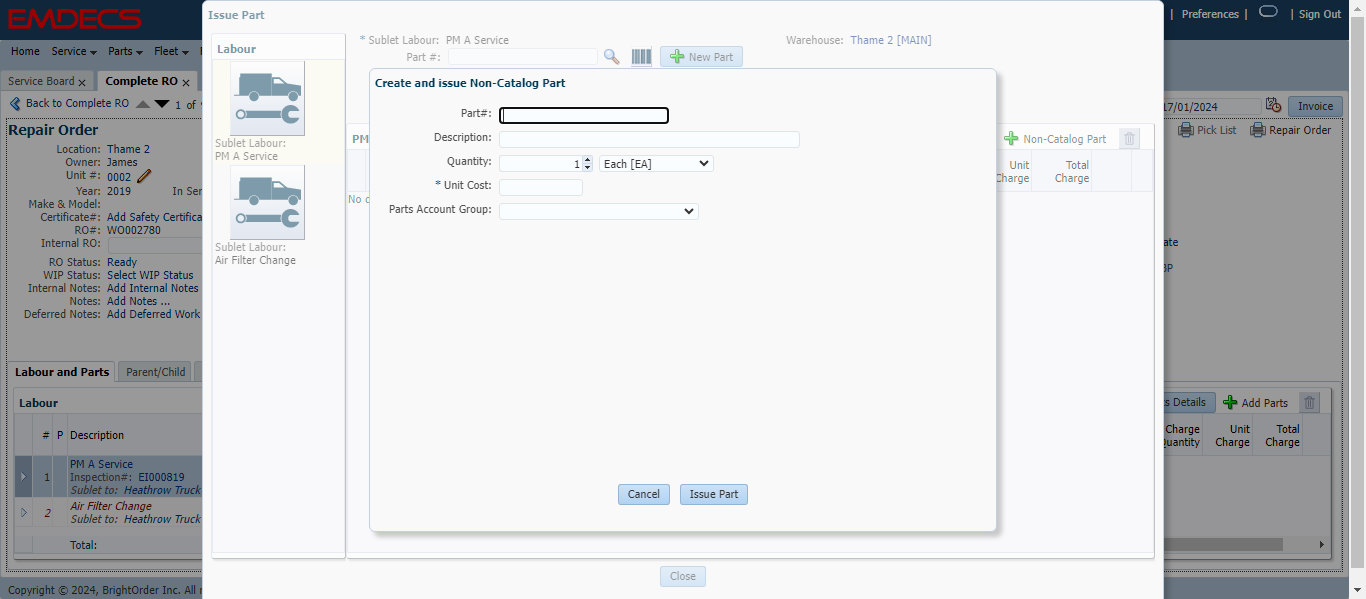 EMDECS
| Preferences | | Sign Out
Home Service Parts Fleet
Service Board x Complete RO x
Back to Complete RO 1 of
17/01/2024 Invoice
Pick List Repair Order
Repair Order
Location: Thame 2
Owner: James
Unit #: 0002
Year: 2019 In Ser
Make & Model:
Certificate#: Add Safety Certifica
RO#: WO002780
Internal RO:
RO Status: Ready
WIP Status: Select WIP Status
Internal Notes: Add Internal Notes
Notes: Add Notes ...
Deferred Notes: Add Deferred Work
Labour and Parts Parent/Child
Labour
# P Description
1 PM A Service
Inspection#: EI000819
Sublet to: Heathrow Truck
2 Air Filter Change
Sublet to: Heathrow Truck
Total:
Copyright © 2024, BrightOrder Inc. All
Issue Part
Labour
Sublet Labour:
PM A Service
Sublet Labour:
Air Filter Change
* Sublet Labour: PM A Service Warehouse: Thame 2 [MAIN]
Part #: New Part
PM
Non-Catalog Part
Unit Charge
Total Charge
No
Create and issue Non-Catalog Part
Part#:
Description:
Quantity: 1 Each [EA]
* Unit Cost:
Parts Account Group:
Cancel Issue Part
Close
ate
BP
s Details Add Parts
Charge Quantity
Unit Charge
Total Charge